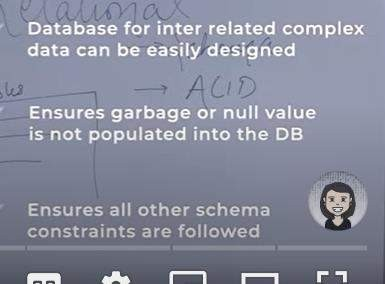 Relational
Database for inter related complex
data can be easily designed
→ ACID
Ensures garbage or null value
is not populated into the DB
Ensures all other schema
constraints are followed